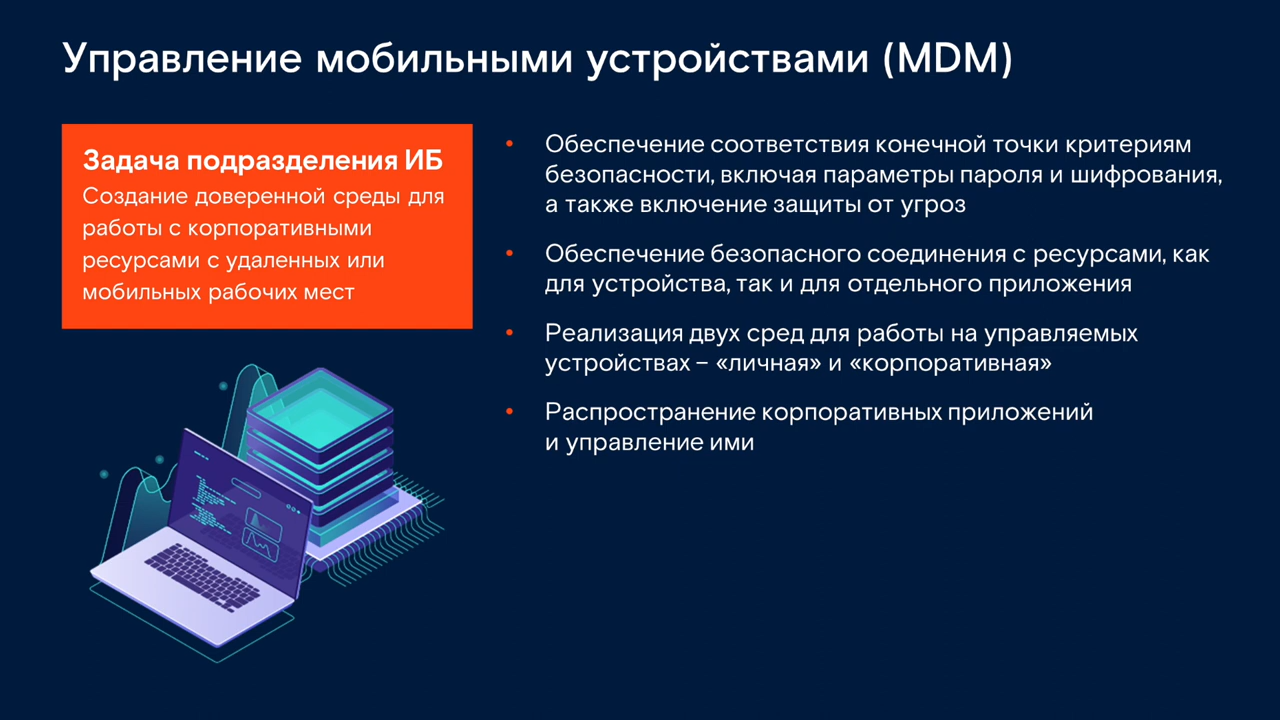 Управление мобильными устройствами (MDM)
Задача подразделения ИБ
Создание доверенной среды для
работы с корпоративными
ресурсами с удаленных или
мобильных рабочих мест
• Обеспечение соответствия конечной точки критериям
безопасности, включая параметры пароля и шифрования,
а также включение защиты от угроз
• Обеспечение безопасного соединения с ресурсами, как
для устройства, так и для отдельного приложения
• Реализация двух сред для работы на управляемых
устройствах – «личная» и «корпоративная»
• Распространение корпоративных приложений
и управление ими